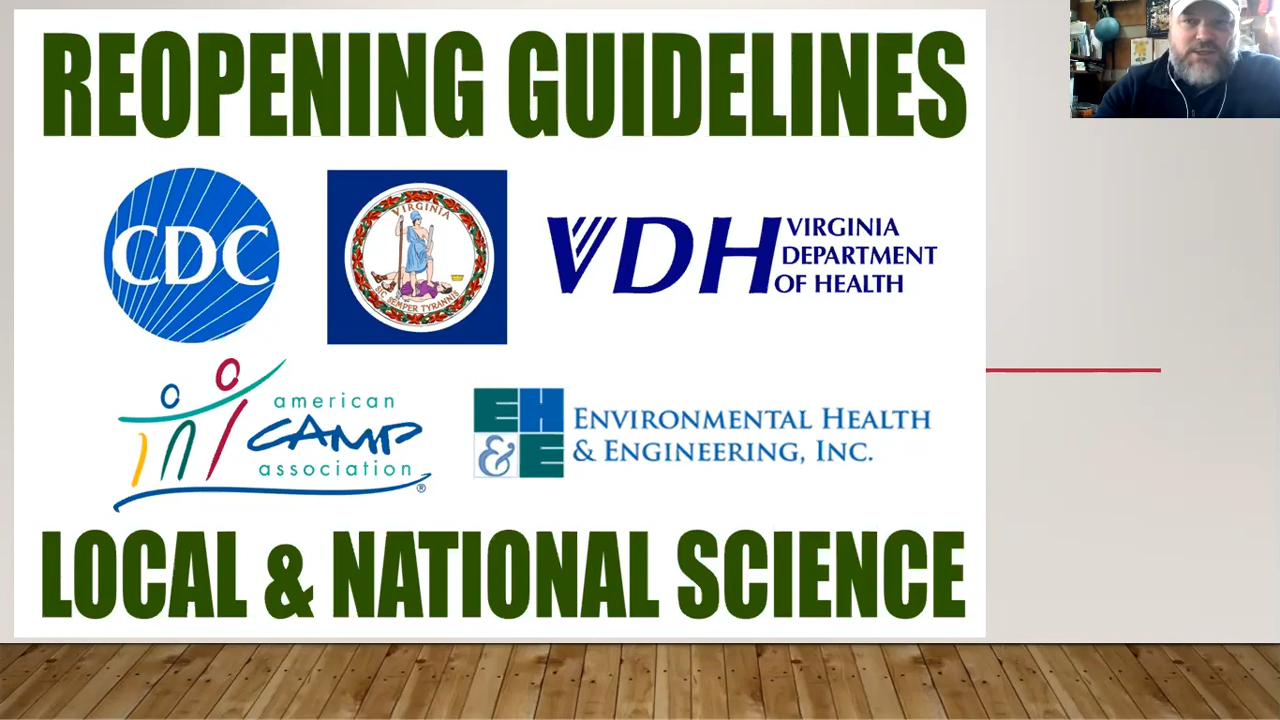 REOPENING GUIDELINES
CDC
VIRGINIA
SIC SEMPER TYRANNIS
VDH
VIRGINIA
DEPARTMENT
OF HEALTH
american
CAMP
association
®
EH
&E
ENVIRONMENTAL HEALTH
& ENGINEERING, INC.
LOCAL & NATIONAL SCIENCE